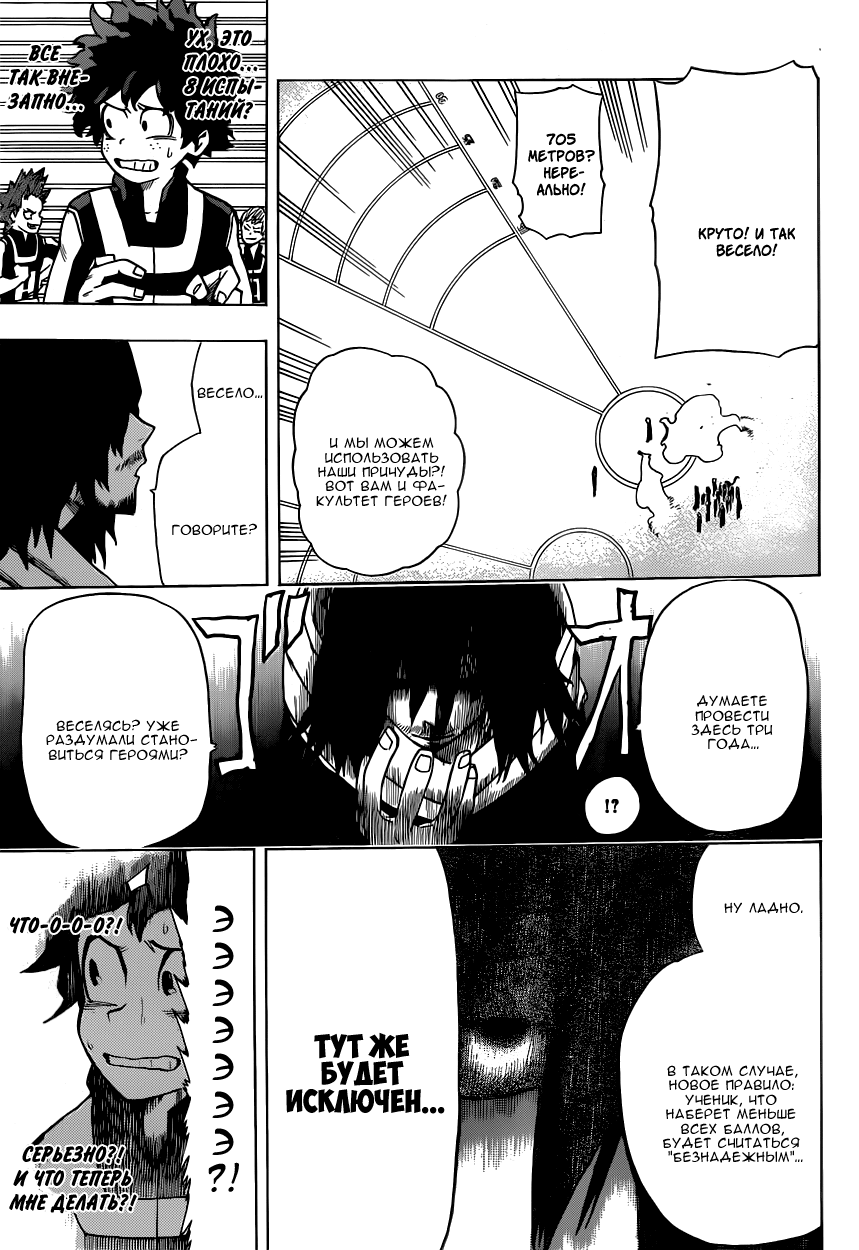 КРУТО! И ТАК
ВЕСЕЛО!
705
МЕТРОВ?
НЕРЕ-
АЛЬНО!
И МЫ МОЖЕМ
ИСПОЛЬЗОВАТЬ
НАШИ ПРИЧУДЫ?!
ВОТ ВАМ И ФА-
КУЛЬТЕТ ГЕРОЕВ!
УХ, ЭТО
ПЛОХО...
8 ИСПЫ-
ТАНИЙ?
ВСЕ
ТАК ВНЕ-
ЗАПНО...
ВЕСЕЛО...
ГОВОРИТЕ?
ДУМАЕТЕ
ПРОВЕСТИ
ЗДЕСЬ ТРИ
ГОДА...
!?
ВЕСЕЛЯСЬ? УЖЕ
РАЗДУМАЛИ СТАНО-
ВИТЬСЯ ГЕРОЯМИ?
НУ ЛАДНО.
В ТАКОМ СЛУЧАЕ,
НОВОЕ ПРАВИЛО:
УЧЕНИК, ЧТО
НАБЕРЕТ МЕНЬШЕ
ВСЕХ БАЛЛОВ,
БУДЕТ СЧИТАТЬСЯ
"БЕЗНАДЕЖНЫМ"...
ТУТ ЖЕ
БУДЕТ
ИСКЛЮЧЕН...
Э
Э
Э
Э
Э
Э
Э
?!
ЧТО-О-О-О?!
СЕРЬЕЗНО?!
И ЧТО ТЕПЕРЬ
МНЕ ДЕЛАТЬ?!